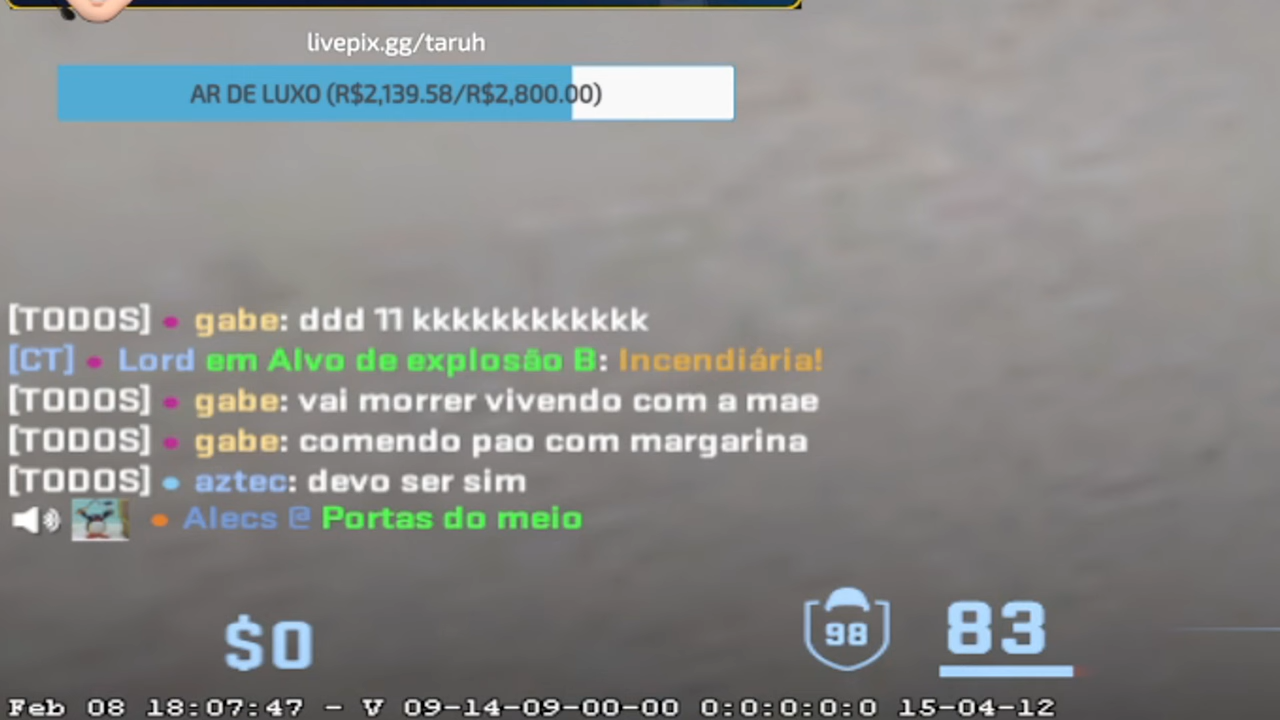 livepix.gg/taruh
AR DE LUXO (R$2,139.58/R$2,800.00)
[TODOS] • gabe: ddd 11 kkkkkkkkkkkk
[CT] • Lord em Alvo de explosão B: Incendiária!
[TODOS] • gabe: vai morrer vivendo com a mae
[TODOS] • gabe: comendo pao com margarina
[TODOS] • aztec: devo ser sim
• Alecs @ Portas do meio
$0 98 83
Feb 08 18:07:47 - V 09-14-09-00-00 0:0:0:0:0 15-04-12